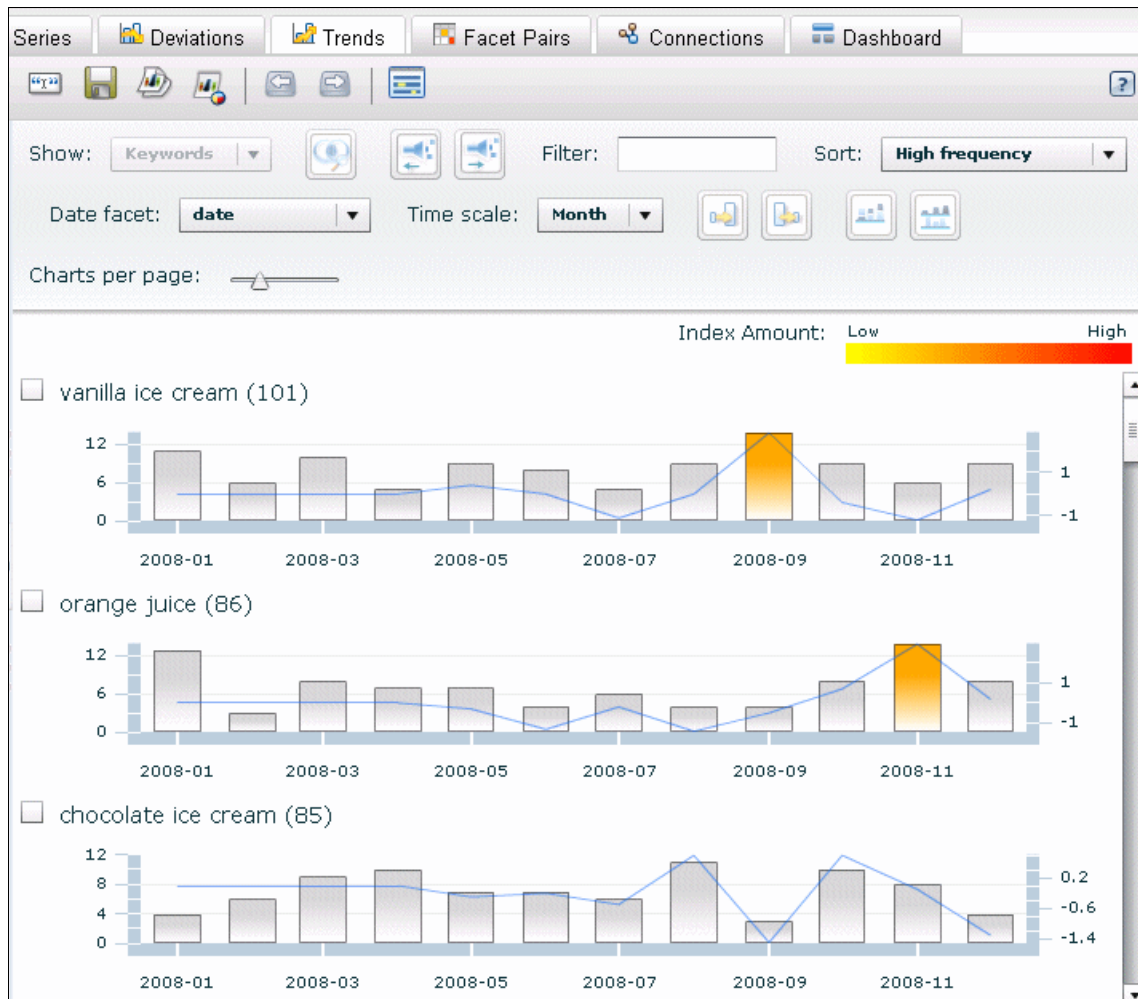 Series Deviations Trends Facet Pairs Connections Dashboard
"I" ?
Show: Keywords Filter: Sort: High frequency
Date facet: date Time scale: Month
Charts per page:
Index Amount: Low High
vanilla ice cream (101)
12
6 1
0 -1
2008-01 2008-03 2008-05 2008-07 2008-09 2008-11
orange juice (86)
12
6 1
0 -1
2008-01 2008-03 2008-05 2008-07 2008-09 2008-11
chocolate ice cream (85)
12
8 0.2
4 -0.6
0 -1.4
2008-01 2008-03 2008-05 2008-07 2008-09 2008-11